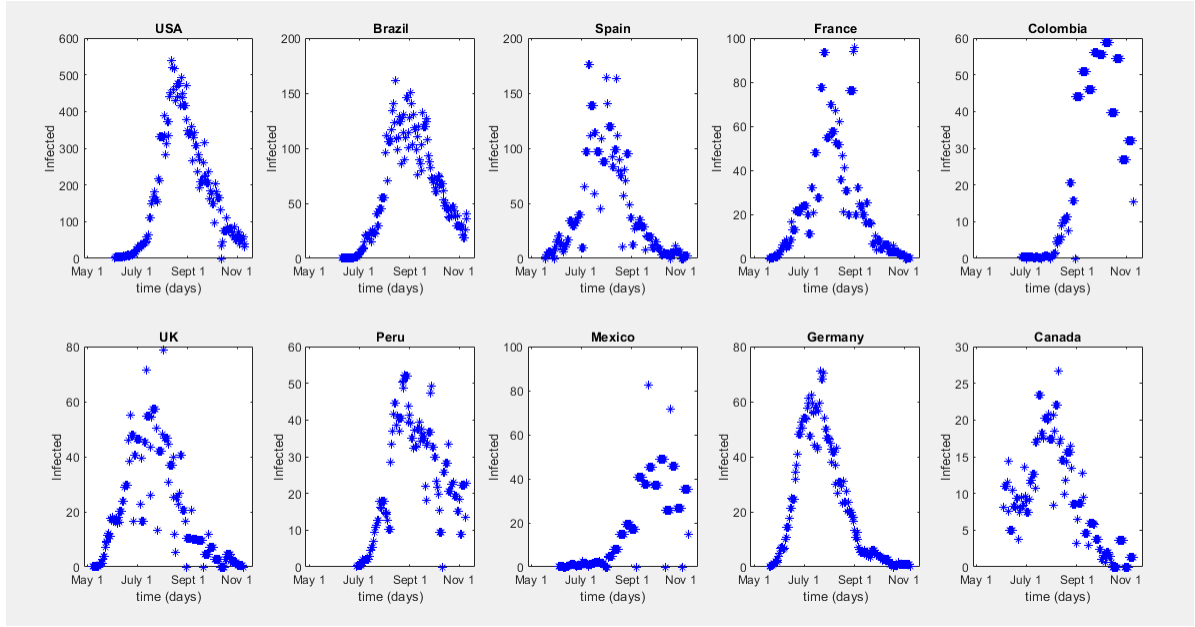 USA Brazil Spain France Colombia
600 200 200 100 60
500 50
400 150 150 80 40
300 100 100 60 30
200 40 20
100 50 50 20 10
0 0 0 0 0
Infected Infected Infected Infected Infected
May 1 July 1 Sept 1 Nov 1 May 1 July 1 Sept 1 Nov 1 May 1 July 1 Sept 1 Nov 1 May 1 July 1 Sept 1 Nov 1 May 1 July 1 Sept 1 Nov 1
time (days) time (days) time (days) time (days) time (days)
UK Peru Mexico Germany Canada
80 60 100 80 30
50 80 25
60 40 60 60 20
40 30 40 40 15
20 20 20 10
20 10 5
0 0 0 0 0
Infected Infected Infected Infected Infected
May 1 July 1 Sept 1 Nov 1 May 1 July 1 Sept 1 Nov 1 May 1 July 1 Sept 1 Nov 1 May 1 July 1 Sept 1 Nov 1 May 1 July 1 Sept 1 Nov 1
time (days) time (days) time (days) time (days) time (days)